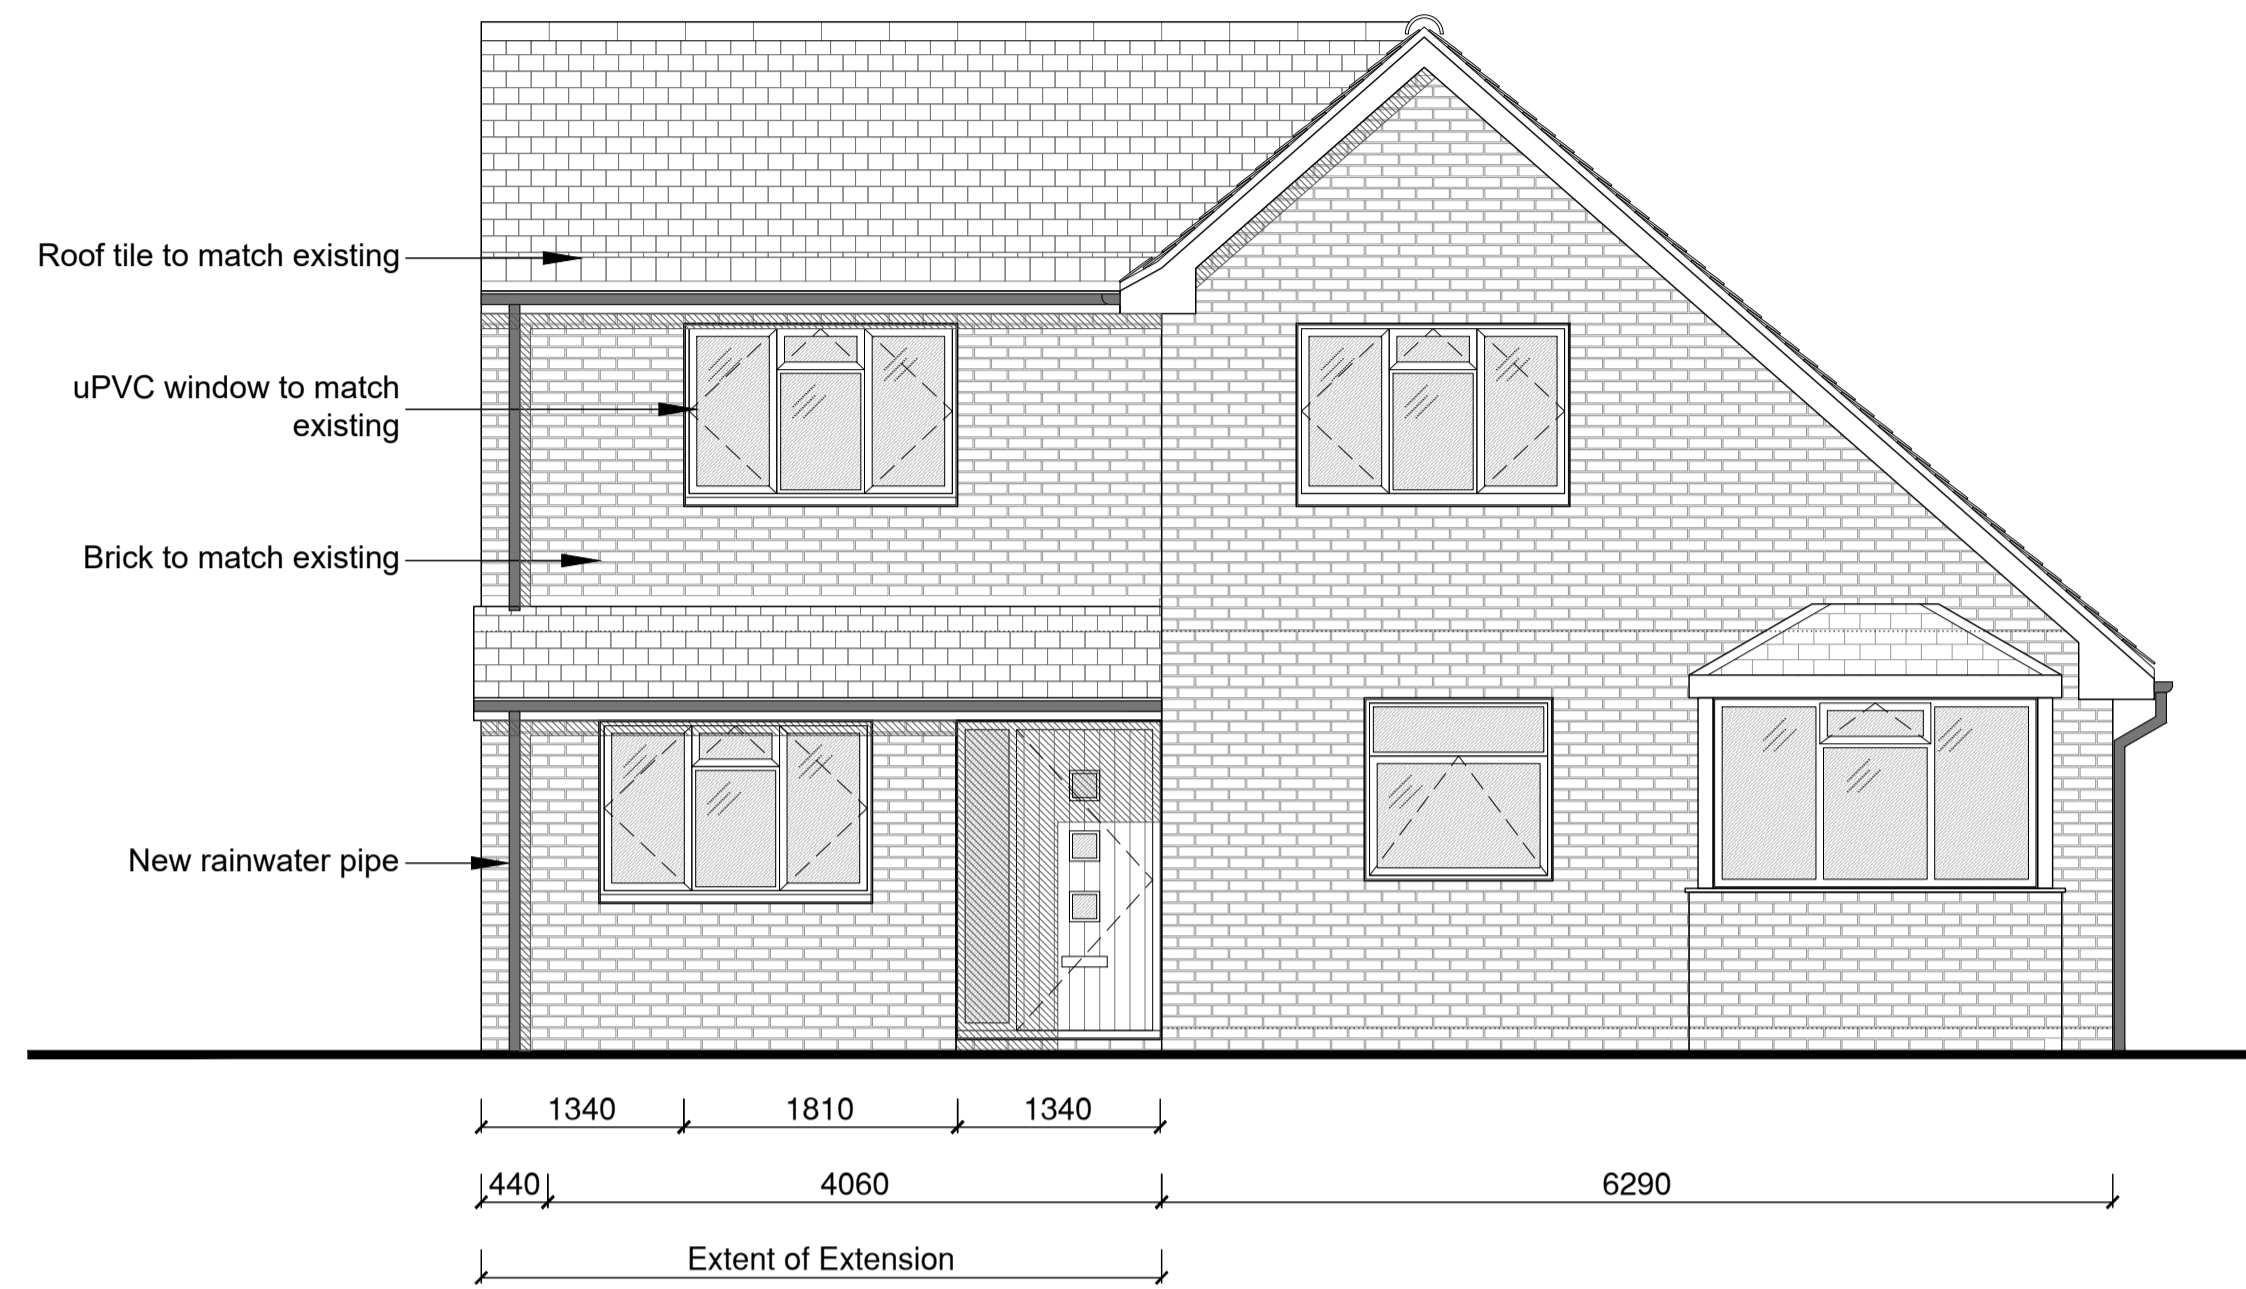 Roof tile to match existing
uPVC window to match
existing
Brick to match existing
New rainwater pipe
1340 1810 1340
440 4060 6290
Extent of Extension